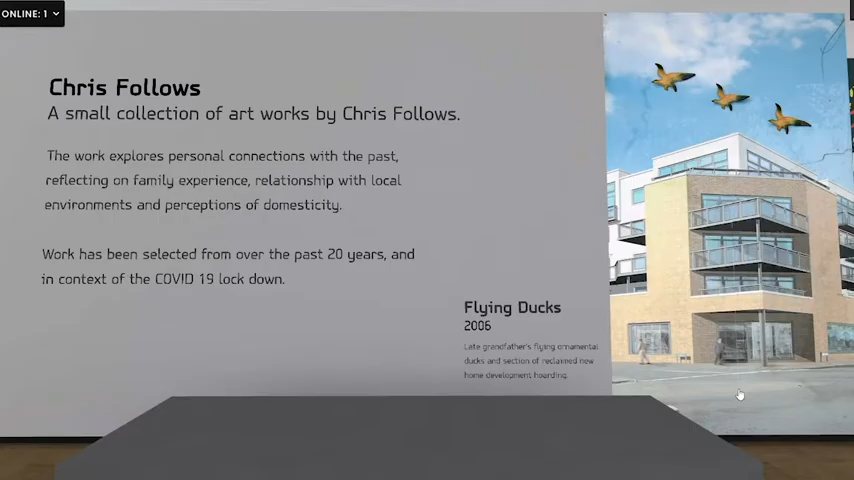 ONLINE: 1
Chris Follows
A small collection of art works by Chris Follows.
The work explores personal connections with the past,
reflecting on family experience, relationship with local
environments and perceptions of domesticity.
Work has been selected from over the past 20 years, and
in context of the COVID 19 lock down.
Flying Ducks
2006
Late grandfather's flying ornamental
ducks and section of reclaimed new
home development hoarding.